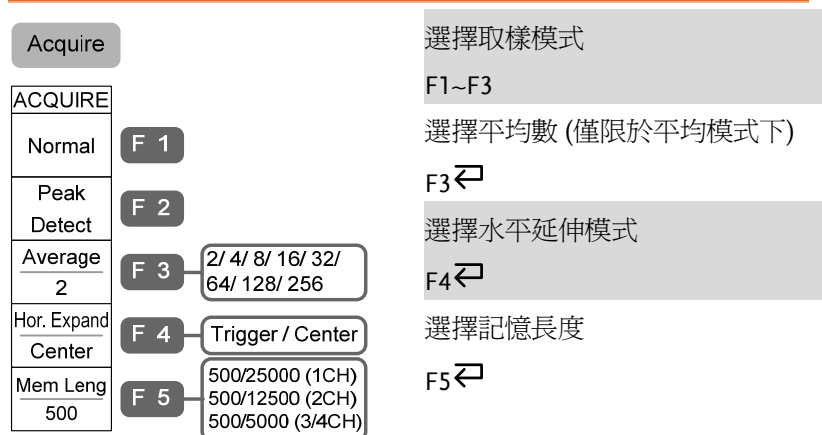 Acquire
ACQUIRE
Normal
F 1
Peak
Detect
F 2
Average
2
F 3
2/ 4/ 8/ 16/ 32/
64/ 128/ 256
Hor. Expand
Center
F 4
Trigger / Center
Mem Leng
500
F 5
500/25000 (1CH)
500/12500 (2CH)
500/5000 (3/4CH)
選擇取樣模式
F1~F3
選擇平均數 (僅限於平均模式下)
F3
選擇水平延伸模式
F4
選擇記憶長度
F5